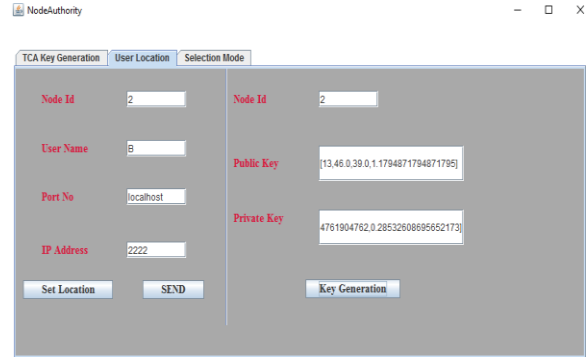 NodeAuthority
TCA Key Generation User Location Selection Mode
Node Id 2
User Name B
Port No localhost
IP Address 2222
Set Location SEND
Node Id 2
Public Key [13,46.0,39.0,1.1794871794871795]
Private Key 4761904762,0.28532608695652173]
Key Generation